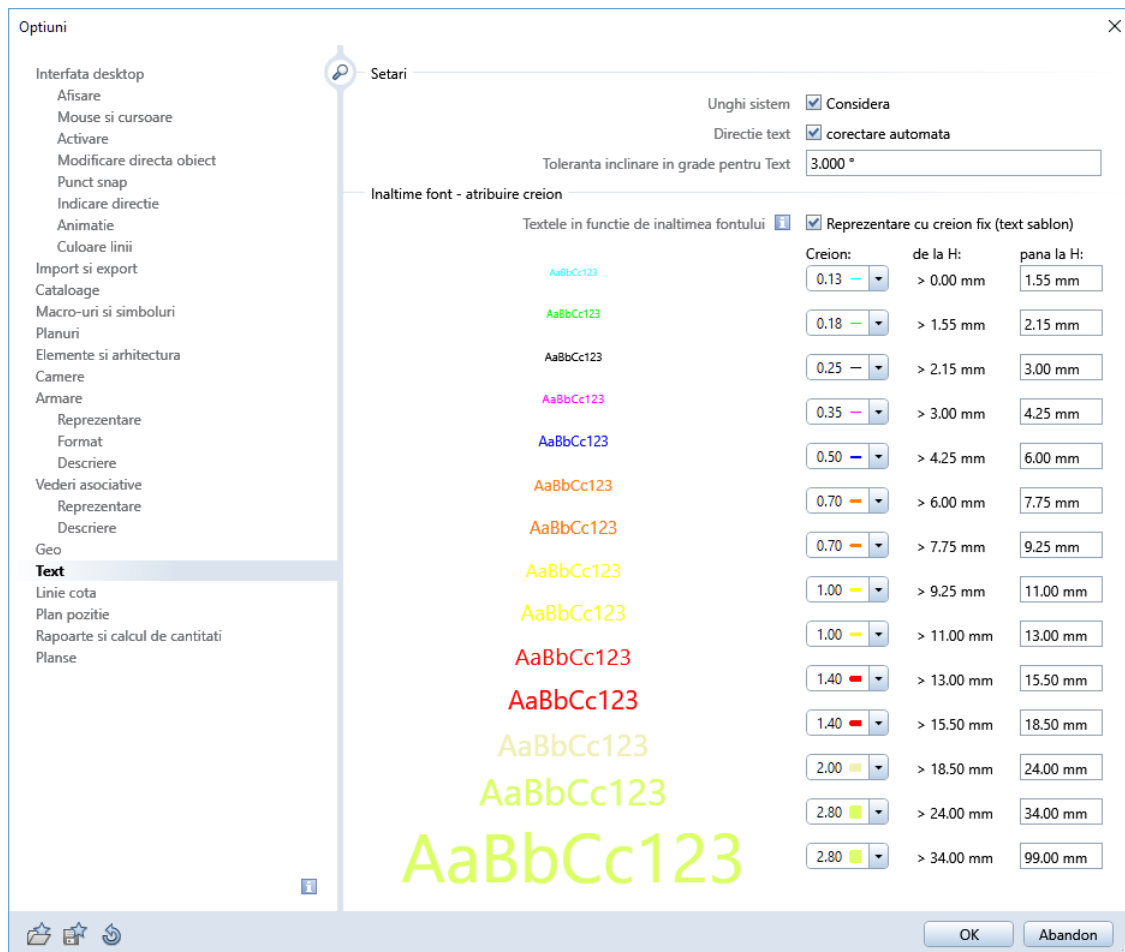 Optiuni
Interfata desktop
Afisare
Mouse si cursoare
Activare
Modificare directa obiect
Punct snap
Indicare directie
Animatie
Culoare linii
Import si export
Cataloage
Macro-uri si simboluri
Planuri
Elemente si arhitectura
Camere
Armare
Reprezentare
Format
Descriere
Vederi asociative
Reprezentare
Descriere
Geo
Text
Linie cota
Plan pozitie
Rapoarte si calcul de cantitati
Planse
Setari
Unghi sistem Considera
Directie text corectare automata
Toleranta inclinare in grade pentru Text 3.000 °
Inaltime font - atribuire creion
Textele in functie de inaltimea fontului Reprezentare cu creion fix (text sablon)
Creion: de la H: pana la H:
AaBbCc123 0.13 > 0.00 mm 1.55 mm
AaBbCc123 0.18 > 1.55 mm 2.15 mm
AaBbCc123 0.25 > 2.15 mm 3.00 mm
AaBbCc123 0.35 > 3.00 mm 4.25 mm
AaBbCc123 0.50 > 4.25 mm 6.00 mm
AaBbCc123 0.70 > 6.00 mm 7.75 mm
AaBbCc123 0.70 > 7.75 mm 9.25 mm
AaBbCc123 1.00 > 9.25 mm 11.00 mm
AaBbCc123 1.00 > 11.00 mm 13.00 mm
AaBbCc123 1.40 > 13.00 mm 15.50 mm
AaBbCc123 1.40 > 15.50 mm 18.50 mm
AaBbCc123 2.00 > 18.50 mm 24.00 mm
AaBbCc123 2.80 > 24.00 mm 34.00 mm
AaBbCc123 2.80 > 34.00 mm 99.00 mm
OK Abandon